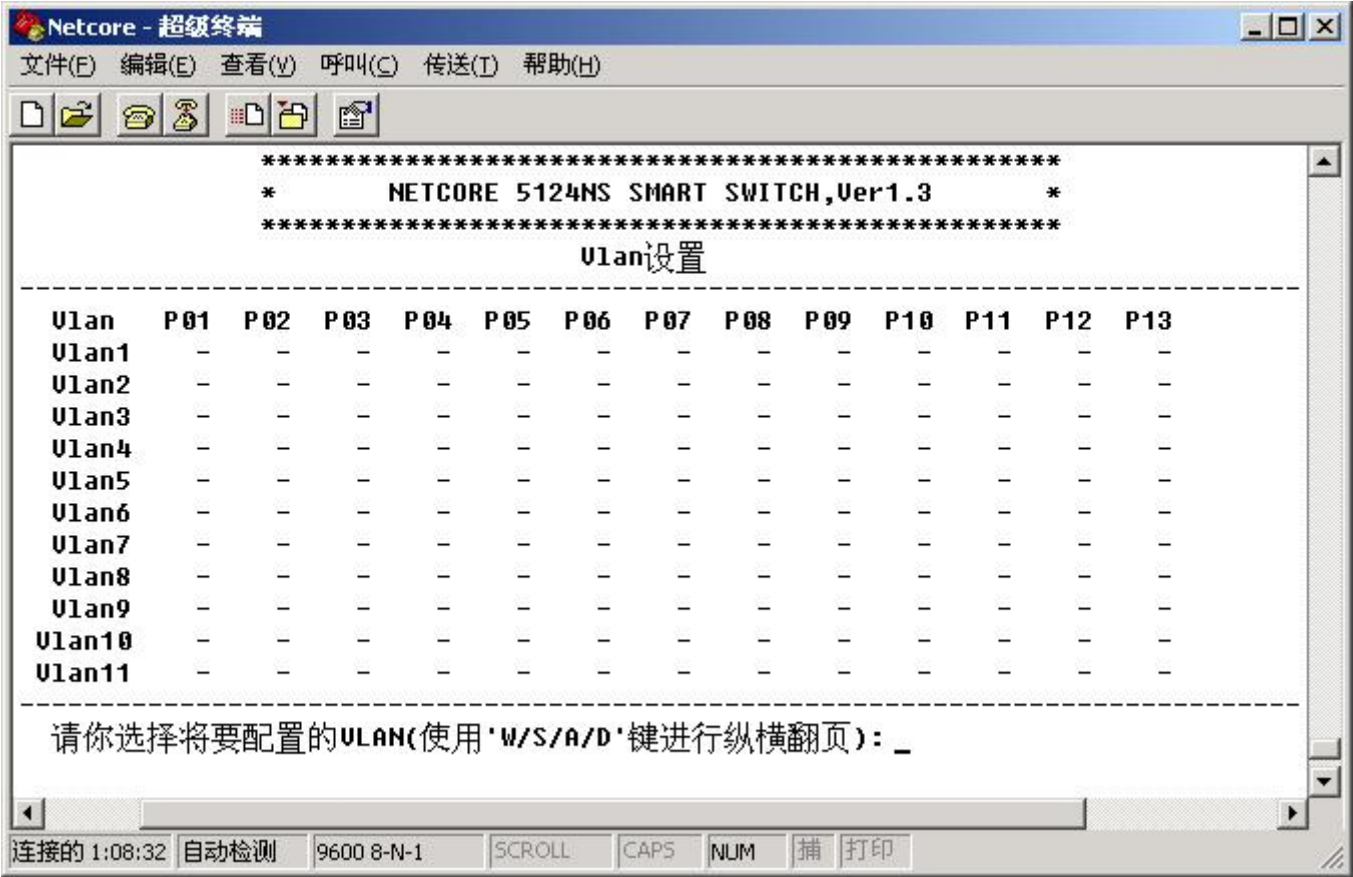 Netcore - 超级终端
文件(F) 编辑(E) 查看(V) 呼叫(C) 传送(T) 帮助(H)
**************************************************
* NETCORE 5124NS SMART SWITCH,Ver1.3 *
**************************************************
Vlan设置
--------------------------------------------------------------------------------
Vlan P01 P02 P03 P04 P05 P06 P07 P08 P09 P10 P11 P12 P13
Vlan1 - - - - - - - - - - - - -
Vlan2 - - - - - - - - - - - - -
Vlan3 - - - - - - - - - - - - -
Vlan4 - - - - - - - - - - - - -
Vlan5 - - - - - - - - - - - - -
Vlan6 - - - - - - - - - - - - -
Vlan7 - - - - - - - - - - - - -
Vlan8 - - - - - - - - - - - - -
Vlan9 - - - - - - - - - - - - -
Vlan10 - - - - - - - - - - - - -
Vlan11 - - - - - - - - - - - - -
--------------------------------------------------------------------------------
请你选择将要配置的VLAN(使用'W/S/A/D'键进行纵横翻页): _
连接的 1:08:32 自动检测 9600 8-N-1 SCROLL CAPS NUM 捕 打印